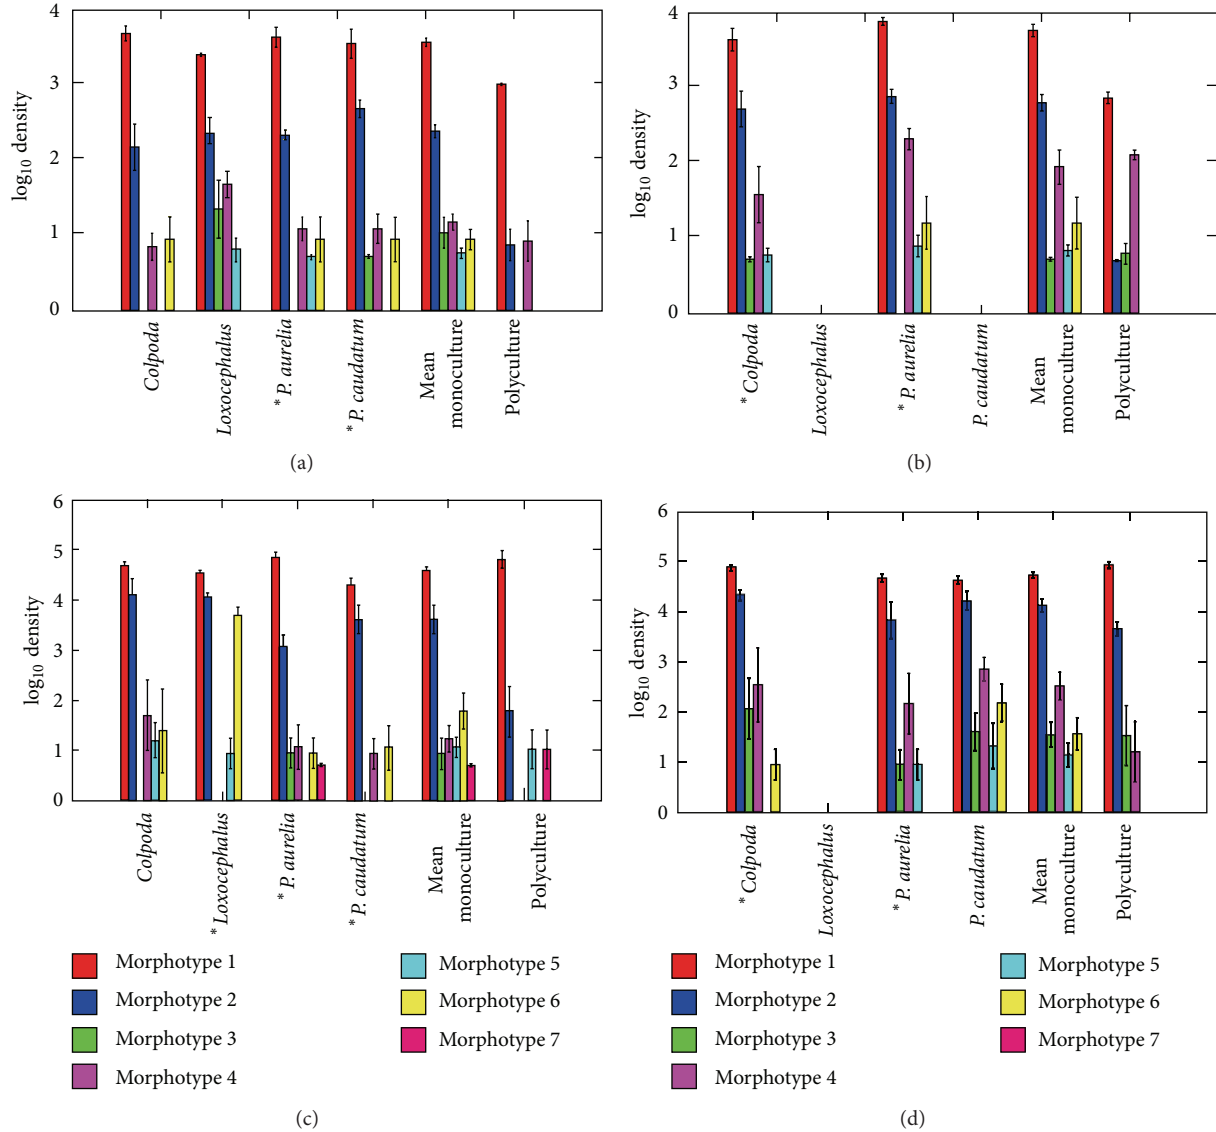 4
3
2
1
0
log10 density
Colpoda
Loxocephalus
* P. aurelia
* P. caudatum
Mean
monoculture
Polyculture
(a)
4
3
2
1
0
log10 density
* Colpoda
Loxocephalus
* P. aurelia
P. caudatum
Mean
monoculture
Polyculture
(b)
6
5
4
3
2
1
0
log10 density
Colpoda
* Loxocephalus
* P. aurelia
* P. caudatum
Mean
monoculture
Polyculture
Morphotype 1
Morphotype 2
Morphotype 3
Morphotype 4
Morphotype 5
Morphotype 6
Morphotype 7
(c)
6
5
4
3
2
1
0
log10 density
* Colpoda
Loxocephalus
* P. aurelia
P. caudatum
Mean
monoculture
Polyculture
Morphotype 1
Morphotype 2
Morphotype 3
Morphotype 4
Morphotype 5
Morphotype 6
Morphotype 7
(d)